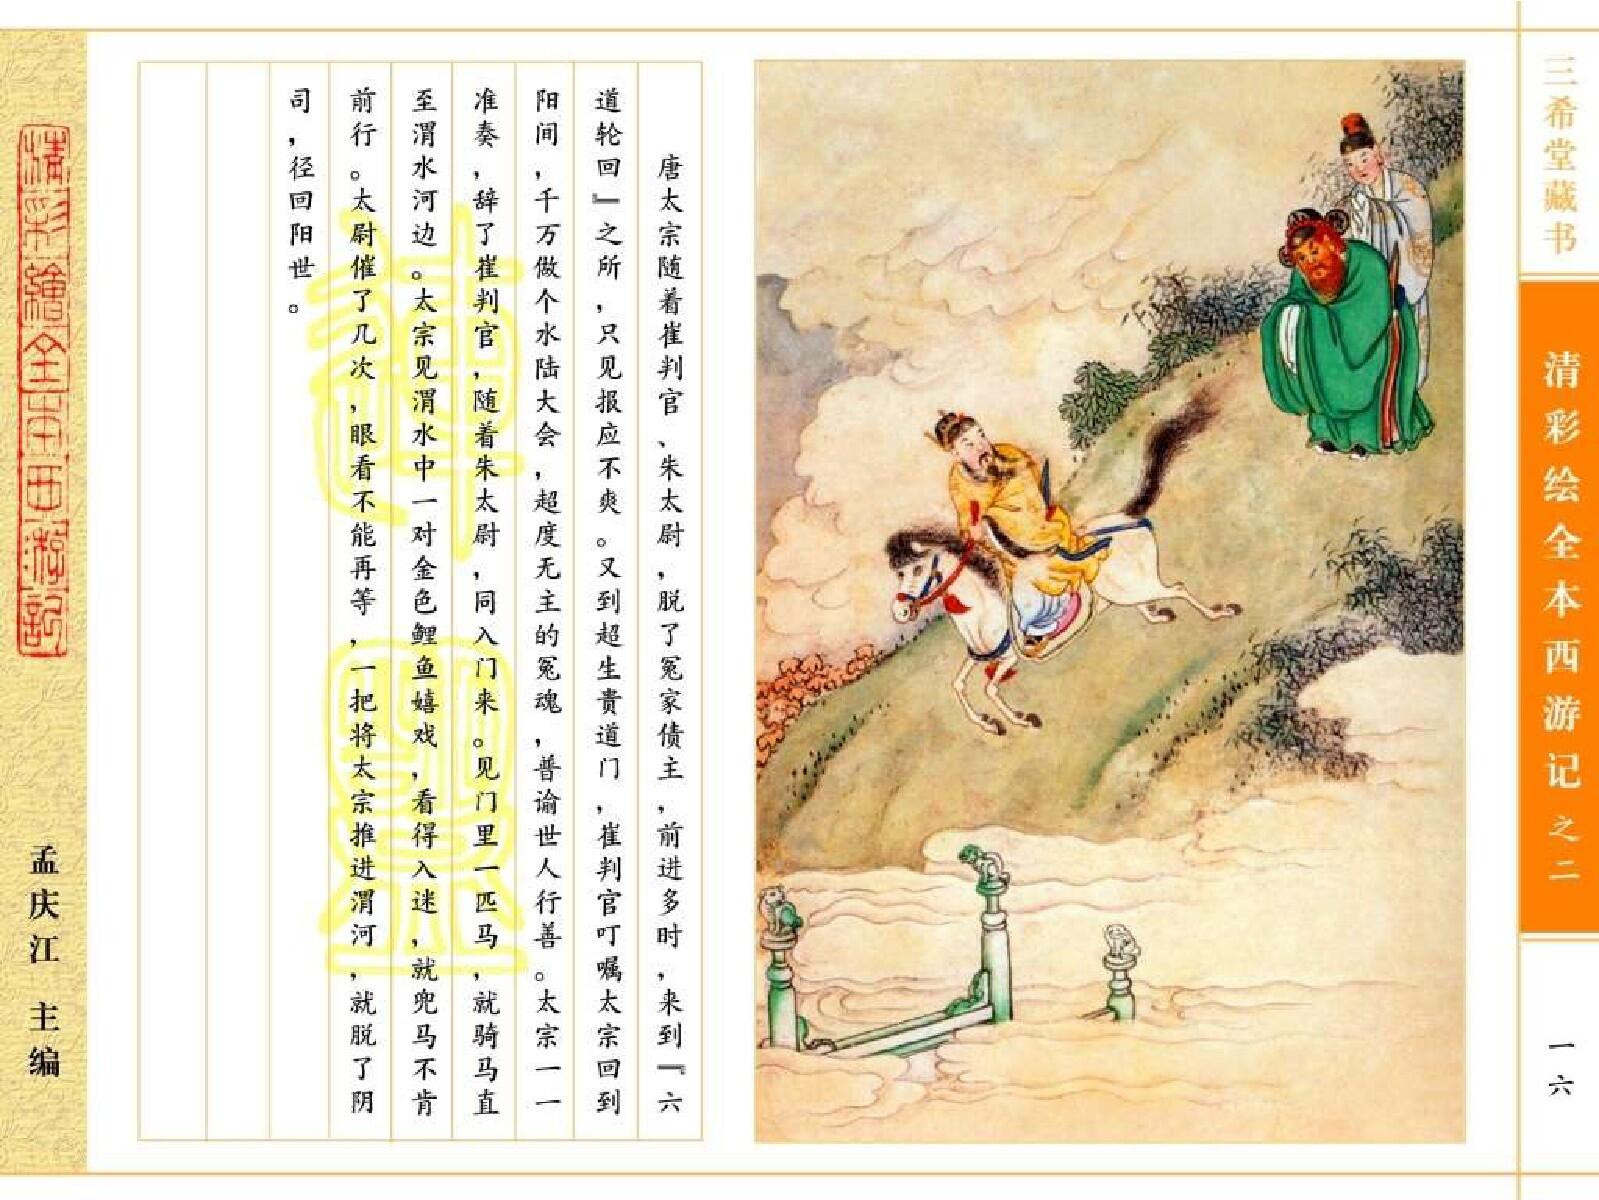 三希堂藏书
清彩绘全本西游记之二
一六
唐太宗随着崔判官、朱太尉,脱了冤家债主,前进多时,来到『六
道轮回』之所,只见报应不爽。又到超生贵道门,崔判官叮嘱太宗回到
阳间,千万做个水陆大会,超度无主的冤魂,普谕世人行善。太宗一一
准奏,辞了崔判官,随着朱太尉,同入门来。见门里一匹马,就骑马直
至渭水河边。太宗见渭水中一对金色鲤鱼嬉戏,看得入迷,就兜马不肯
前行。太尉催了几次,眼看不能再等,一把将太宗推进渭河,就脱了阴
司,径回阳世。
清彩繪全本西游記
孟庆江 主编